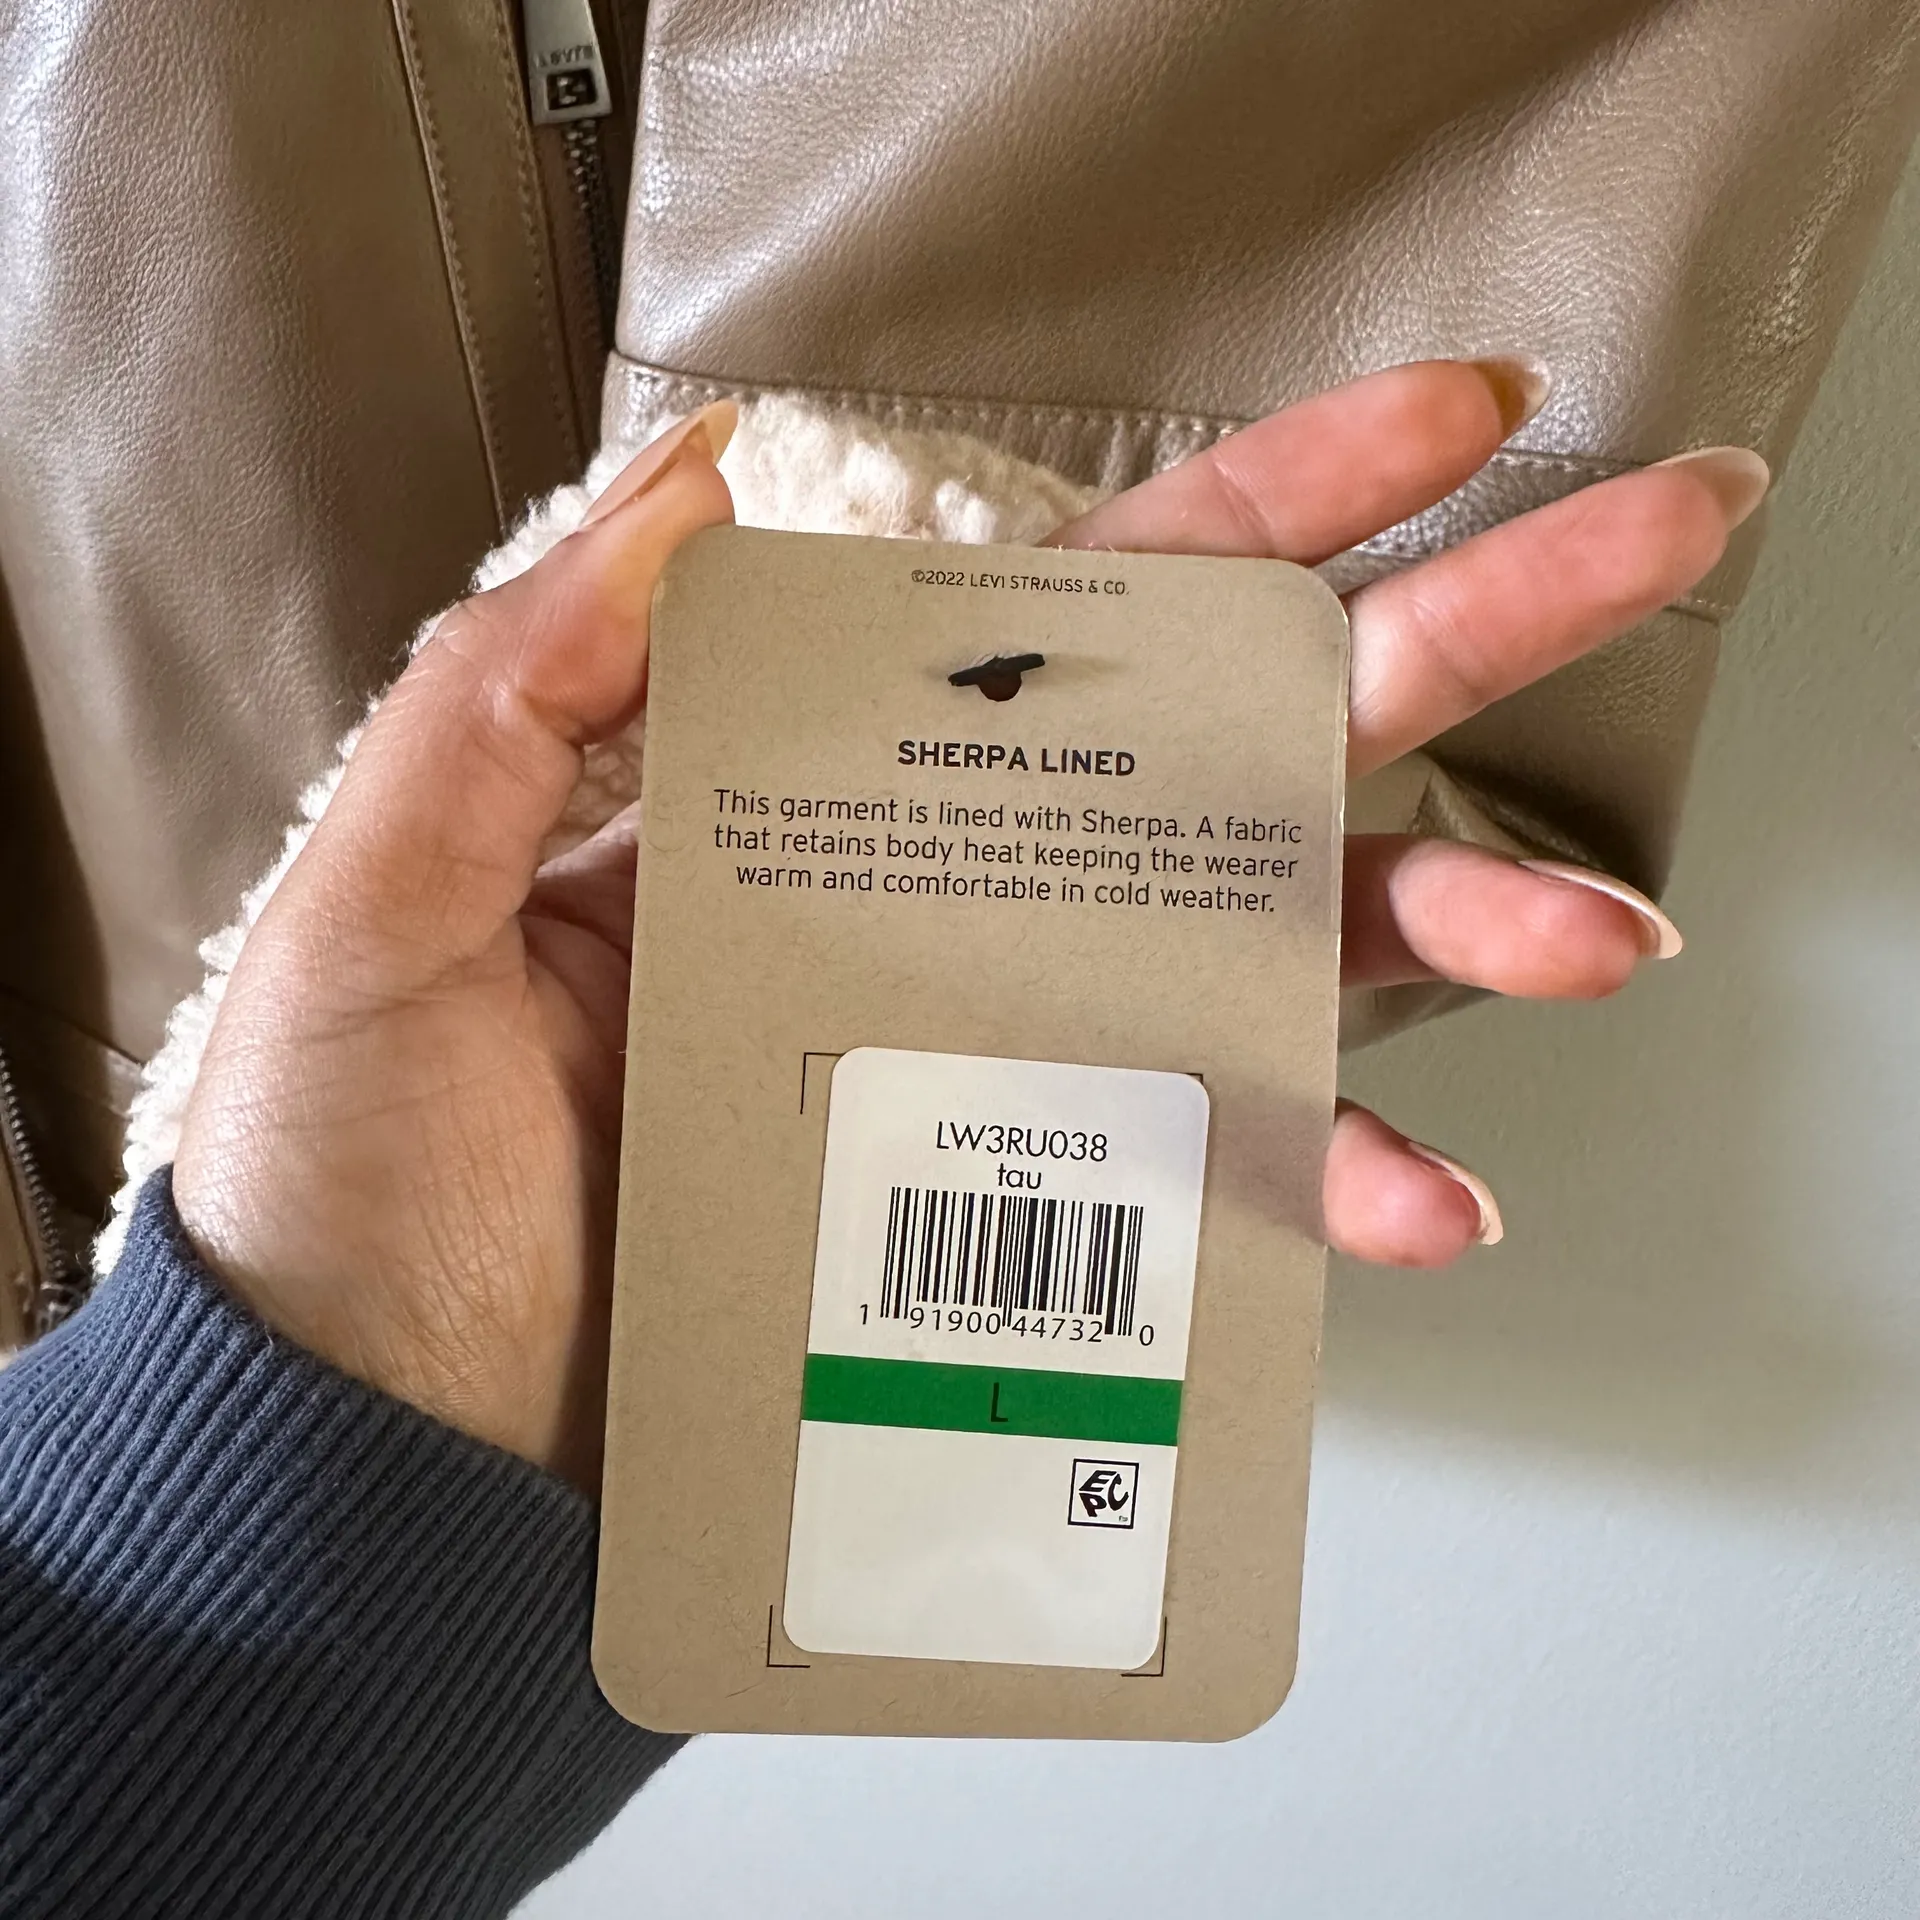 LEVI'S
©2022 LEVI STRAUSS & CO.
SHERPA LINED
This garment is lined with Sherpa. A fabric
that retains body heat keeping the wearer
warm and comfortable in cold weather.
LW3RU038
tau
1 91900 44732 0
L
EPC